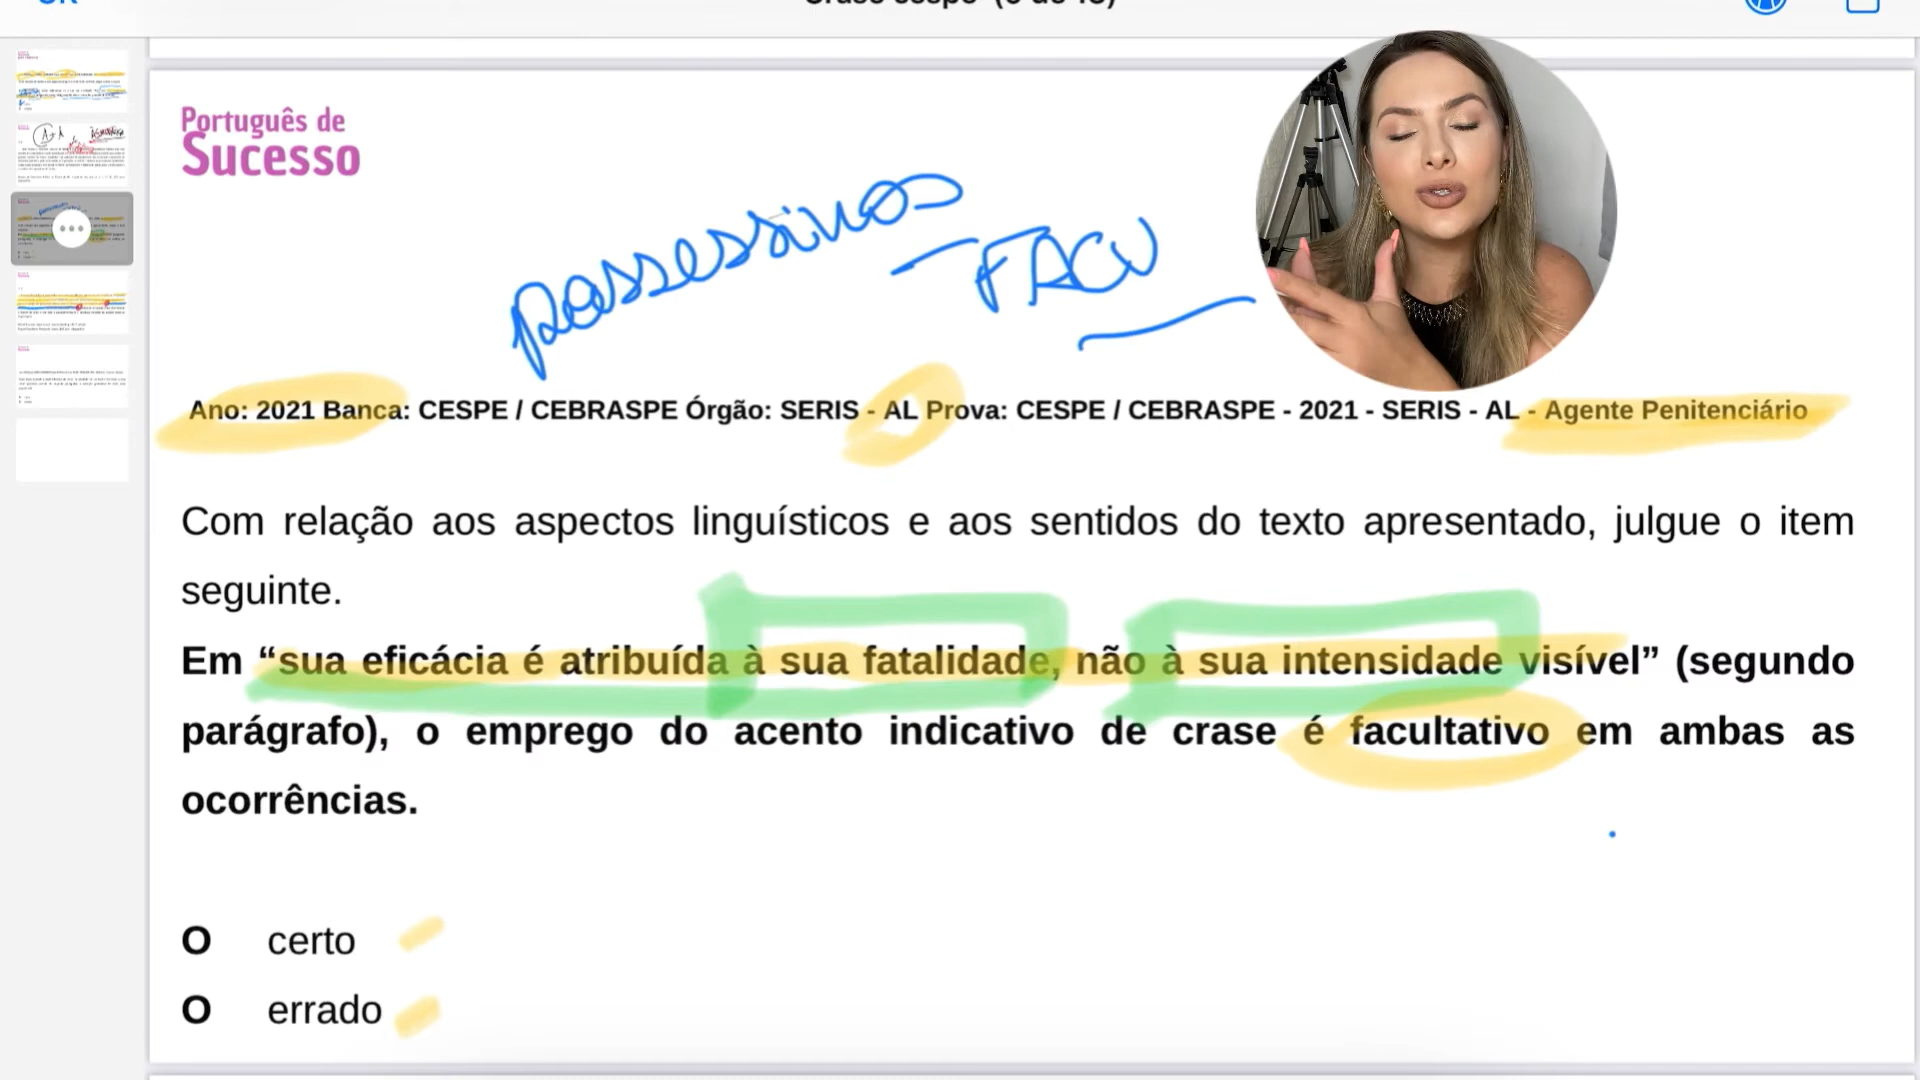 Português de
Sucesso
possessivos
- FACU
Ano: 2021 Banca: CESPE / CEBRASPE Órgão: SERIS - AL Prova: CESPE / CEBRASPE - 2021 - SERIS - AL - Agente Penitenciário
Com relação aos aspectos linguísticos e aos sentidos do texto apresentado, julgue o item
seguinte.
Em “sua eficácia é atribuída à sua fatalidade, não à sua intensidade visível” (segundo
parágrafo), o emprego do acento indicativo de crase é facultativo em ambas as
ocorrências.
O certo
O errado